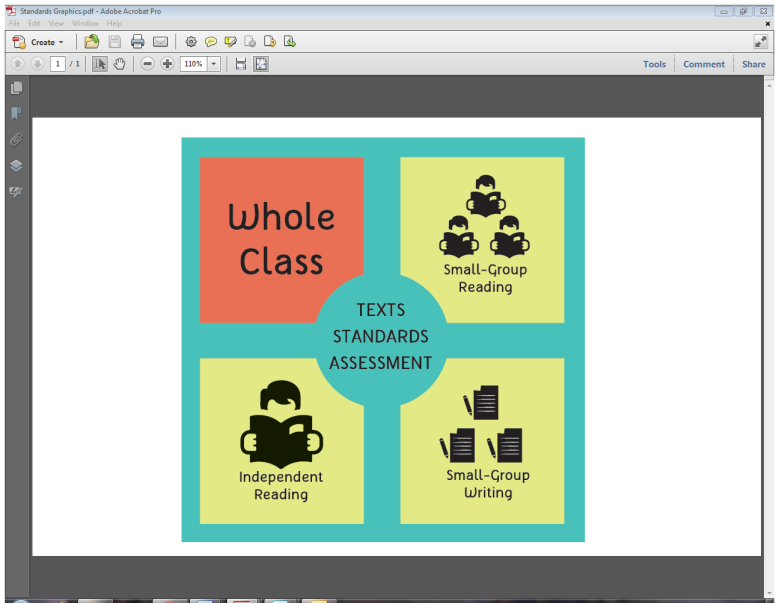 Standards Graphics.pdf - Adobe Acrobat Pro
File Edit View Window Help
Create
1 / 1 110% Tools Comment Share
Whole
Class
Small-Group
Reading
TEXTS
STANDARDS
ASSESSMENT
Independent
Reading
Small-Group
Writing